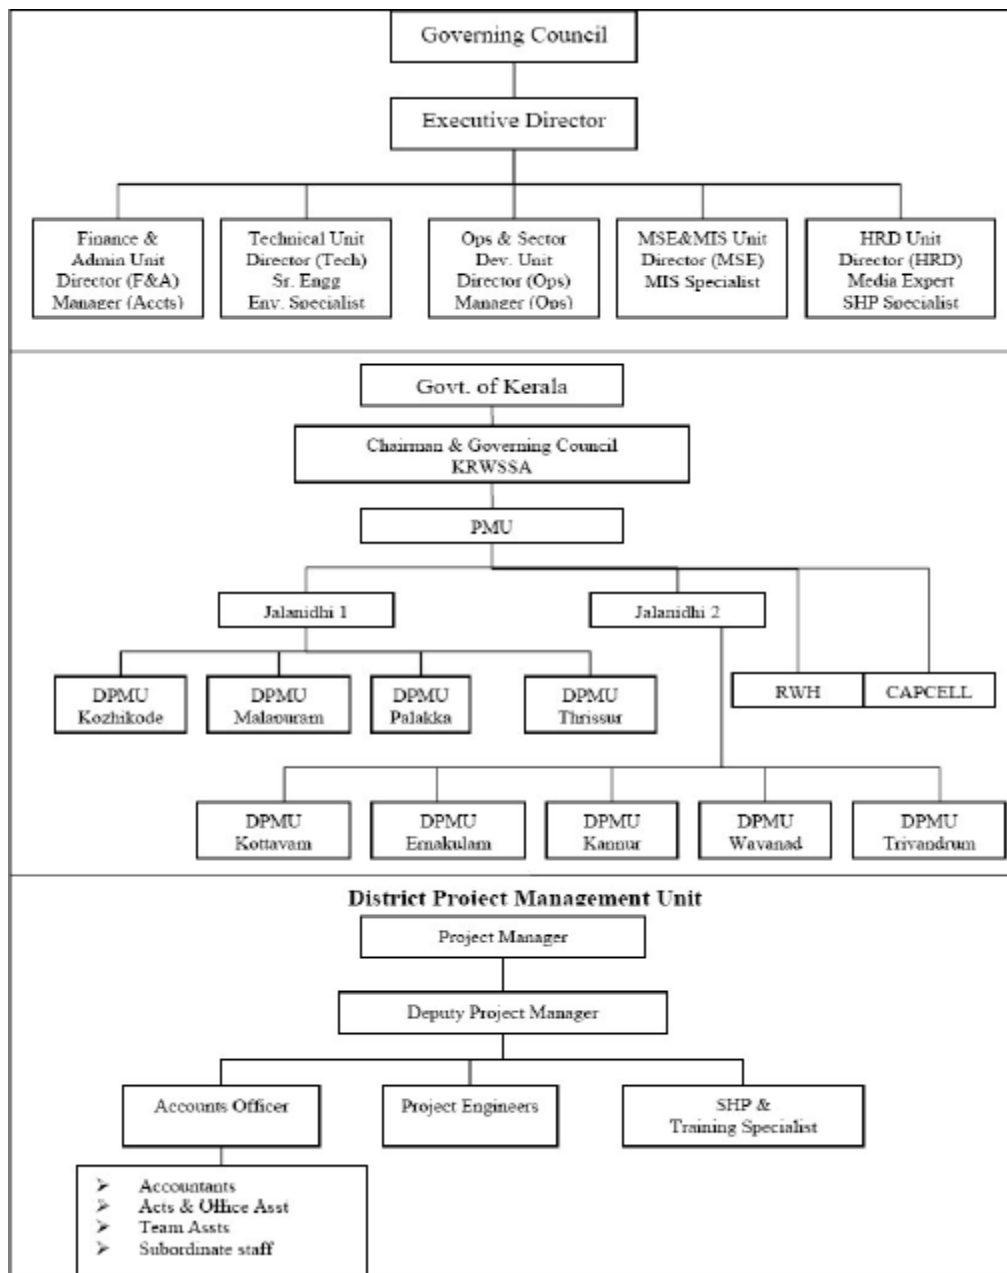 Governing Council
Executive Director
Finance &
Admin Unit
Director (F&A)
Manager (Accts)
Technical Unit
Director (Tech)
Sr. Engg
Env. Specialist
Ops & Sector
Dev. Unit
Director (Ops)
Manager (Ops)
MSE&MIS Unit
Director (MSE)
MIS Specialist
HRD Unit
Director (HRD)
Media Expert
SHP Specialist
Govt. of Kerala
Chairman & Governing Council
KRWSSA
PMU
Jalanidhi 1
Jalanidhi 2
DPMU
Kozhikode
DPMU
Malappuram
DPMU
Palakka
DPMU
Thrissur
RWH
CAPCELL
DPMU
Kottayam
DPMU
Ernakulam
DPMU
Kannur
DPMU
Wayanad
DPMU
Trivandrum
District Project Management Unit
Project Manager
Deputy Project Manager
Accounts Officer
Project Engineers
SHP &
Training Specialist
➢ Accountants
➢ Acts & Office Asst
➢ Team Assts
➢ Subordinate staff